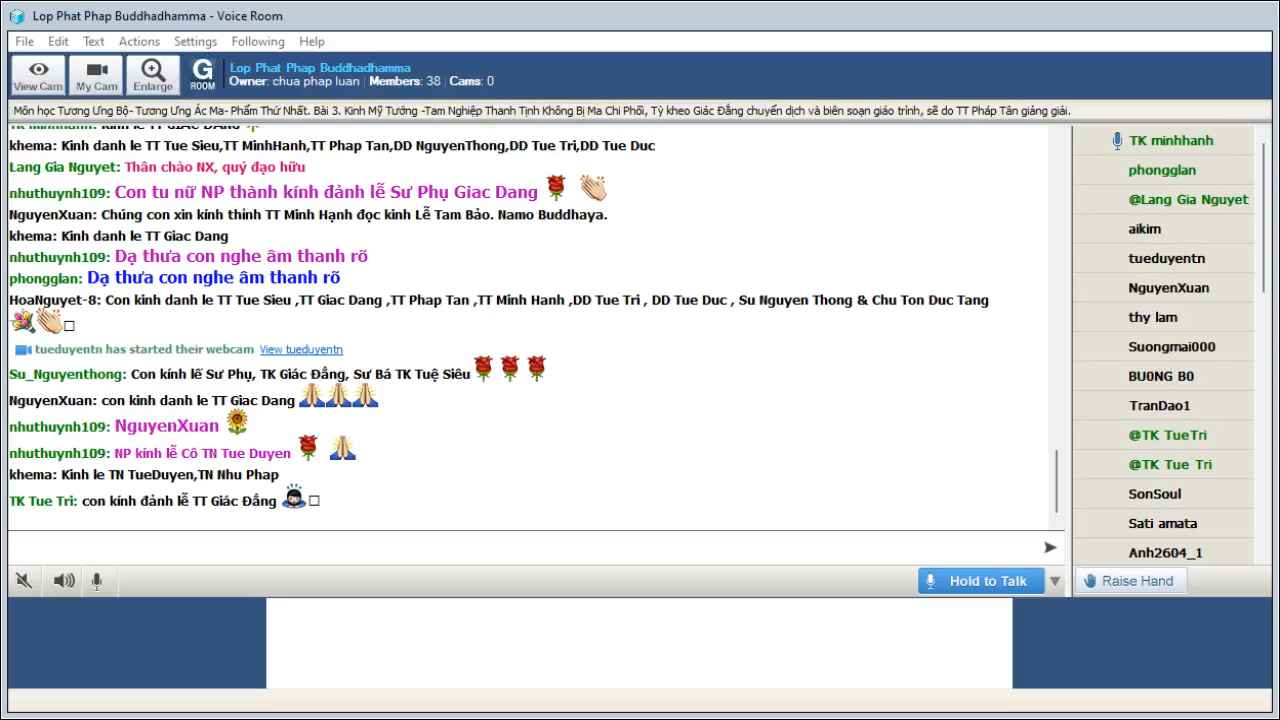 Lop Phat Phap Buddhadhamma - Voice Room
File Edit Text Actions Settings Following Help
View Cam My Cam Enlarge G ROOM
Lop Phat Phap Buddhadhamma
Owner: chua phap luan Members: 38 Cams: 0
Môn học Tương Ưng Bộ- Tương Ưng Ác Ma- Phẩm Thứ Nhất. Bài 3. Kinh Mỹ Tướng -Tam Nghiệp Thanh Tịnh Không Bị Ma Chi Phối, Tỳ kheo Giác Đẳng chuyển dịch và biên soạn giáo trình, sẽ do TT Pháp Tân giảng giải.
TK minhhanh: kinh le TT GIAC DANG
khema: Kinh danh le TT Tue Sieu,TT MinhHanh,TT Phap Tan,DD NguyenThong,DD Tue Tri,DD Tue Duc
Lang Gia Nguyet: Thân chào NX, quý đạo hữu
nhuthuynh109: Con tu nữ NP thành kính đảnh lễ Sư Phụ Giac Dang
NguyenXuan: Chúng con xin kính thỉnh TT Minh Hạnh đọc kinh Lễ Tam Bảo. Namo Buddhaya.
khema: Kinh danh le TT Giac Dang
nhuthuynh109: Dạ thưa con nghe âm thanh rõ
phongglan: Dạ thưa con nghe âm thanh rõ
HoaNguyet-8: Con kinh danh le TT Tue Sieu ,TT Giac Dang ,TT Phap Tan ,TT Minh Hanh ,DD Tue Tri , DD Tue Duc , Su Nguyen Thong & Chu Ton Duc Tang
tueduyentn has started their webcam View tueduyentn
Su_Nguyenthong: Con kính lế Sư Phụ, TK Giác Đẳng, Sư Bá TK Tuệ Siêu
NguyenXuan: con kinh danh le TT Giac Dang
nhuthuynh109: NguyenXuan
nhuthuynh109: NP kính lễ Cô TN Tue Duyen
khema: Kinh le TN TueDuyen,TN Nhu Phap
TK Tue Tri: con kính đảnh lễ TT Giác Đẳng
Hold to Talk
TK minhhanh
phongglan
@Lang Gia Nguyet
aikim
tueduyentn
NguyenXuan
thy lam
Suongmai000
BU0NG B0
TranDao1
@TK TueTri
@TK Tue Tri
SonSoul
Sati amata
Anh2604_1
Raise Hand